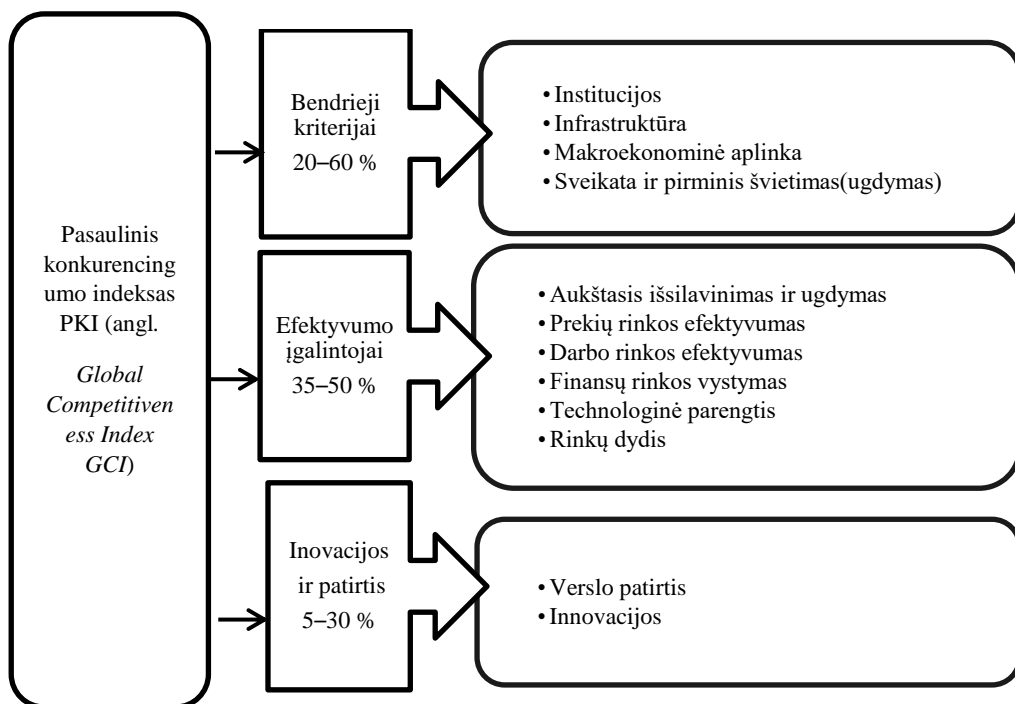 Pasaulinis
konkurencing
umo indeksas
PKI (angl.
Global
Competitiven
ess Index
GCI)
Bendrieji
kriterijai
20–60 %
• Institucijos
• Infrastruktūra
• Makroekonominė aplinka
• Sveikata ir pirminis švietimas(ugdymas)
Efektyvumo
įgalintojai
35–50 %
• Aukštasis išsilavinimas ir ugdymas
• Prekių rinkos efektyvumas
• Darbo rinkos efektyvumas
• Finansų rinkos vystymas
• Technologinė parengtis
• Rinkų dydis
Inovacijos
ir patirtis
5–30 %
• Verslo patirtis
• Innovacijos